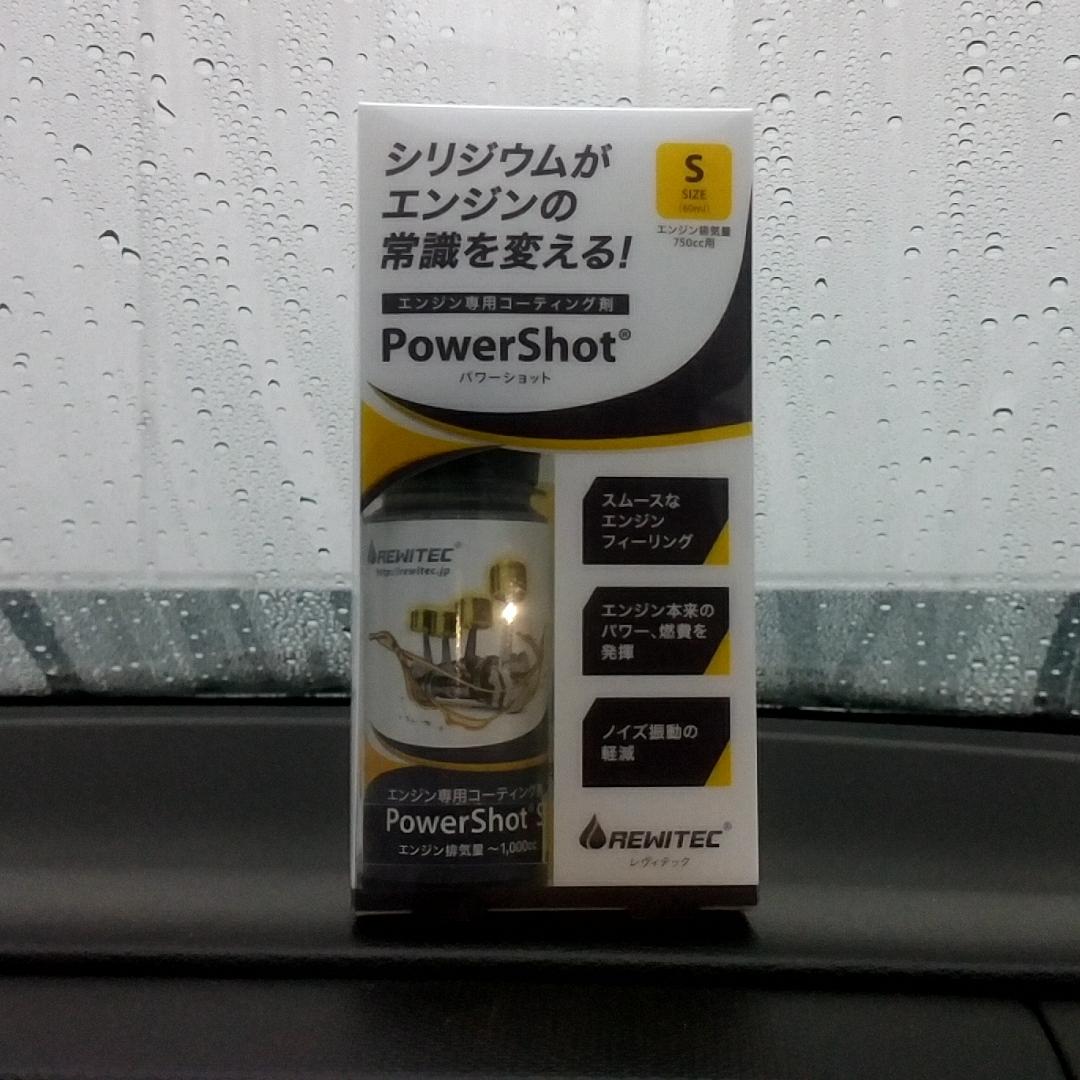 シリジウムが
エンジンの
常識を変える!
S
SIZE
(60ml)
エンジン排気量
750cc用
エンジン専用コーティング剤
PowerShot®
パワーショット
スムースな
エンジン
フィーリング
エンジン本来の
パワー、燃費を
発揮
ノイズ振動の
軽減
REWITEC®
レヴィテック
REWITEC®
http://rewitec.jp
エンジン専用コーティング剤
PowerShot® S
エンジン排気量 〜1,000cc